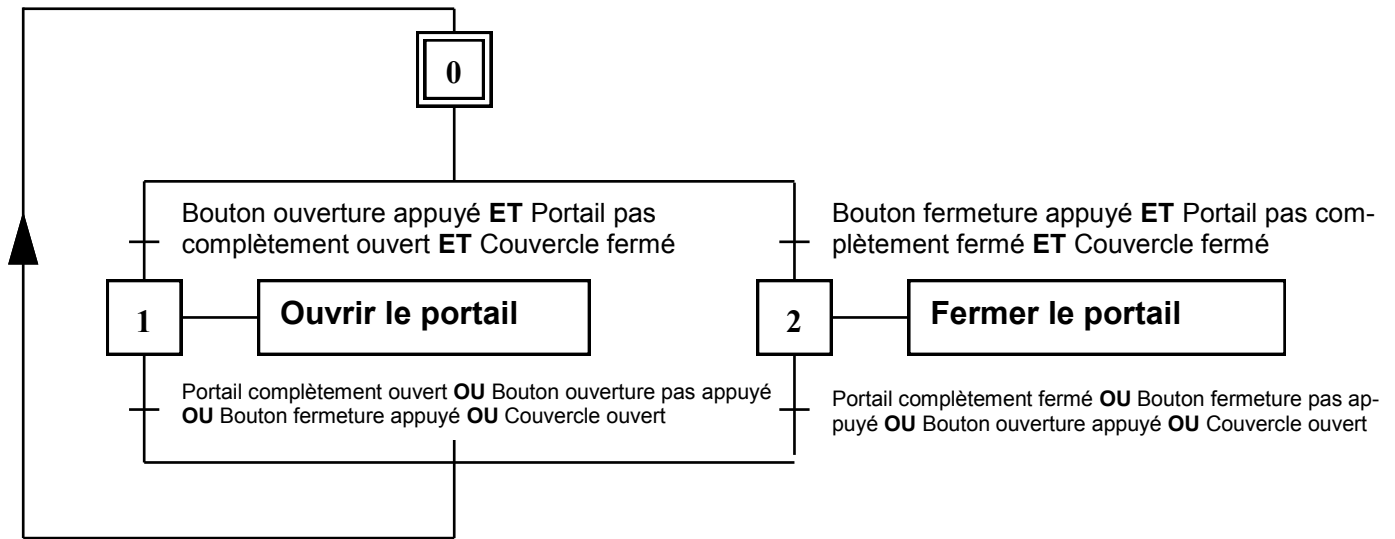 0
Bouton ouverture appuyé ET Portail pas
complètement ouvert ET Couvercle fermé
Bouton fermeture appuyé ET Portail pas com-
plètement fermé ET Couvercle fermé
1
Ouvrir le portail
2
Fermer le portail
Portail complètement ouvert OU Bouton ouverture pas appuyé
OU Bouton fermeture appuyé OU Couvercle ouvert
Portail complètement fermé OU Bouton fermeture pas ap-
puyé OU Bouton ouverture appuyé OU Couvercle ouvert